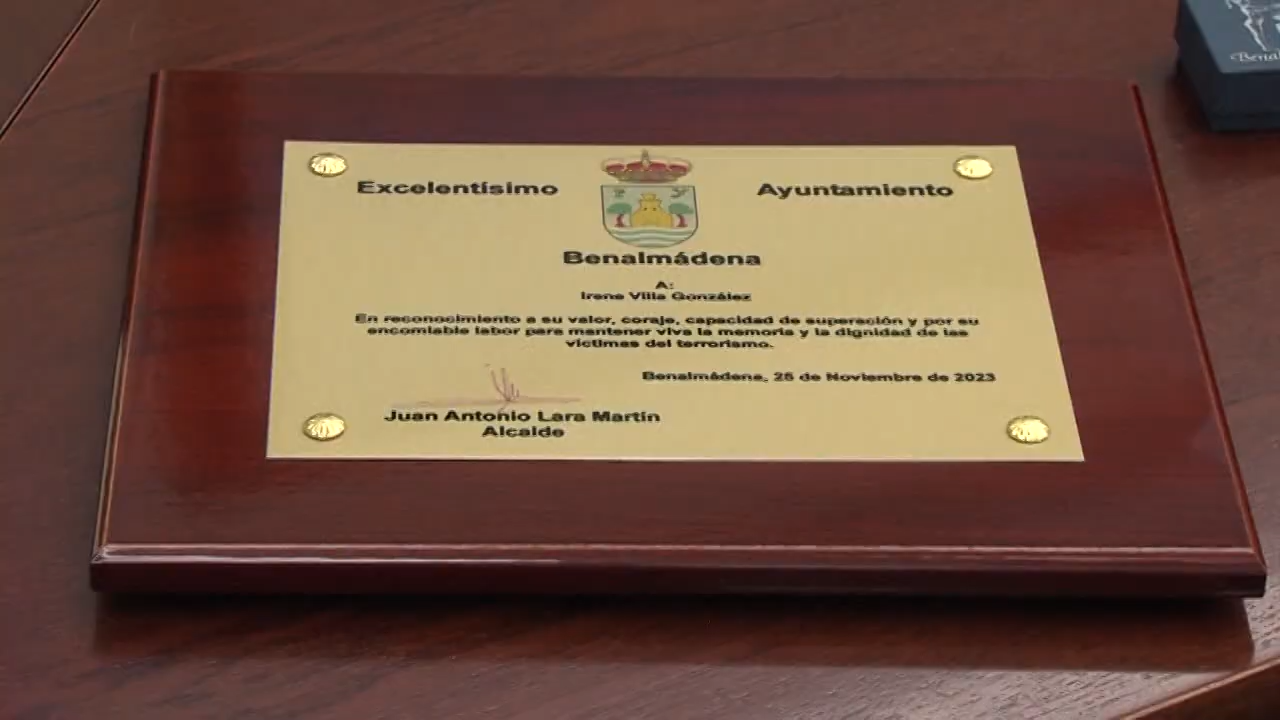 Excelentísimo Ayuntamiento
Benalmádena
A:
Irene Villa González
En reconocimiento a su valor, coraje, capacidad de superación y por su
encomiable labor para mantener viva la memoria y la dignidad de las
víctimas del terrorismo.
Benalmádena, 25 de Noviembre de 2023
Juan Antonio Lara Martín
Alcalde